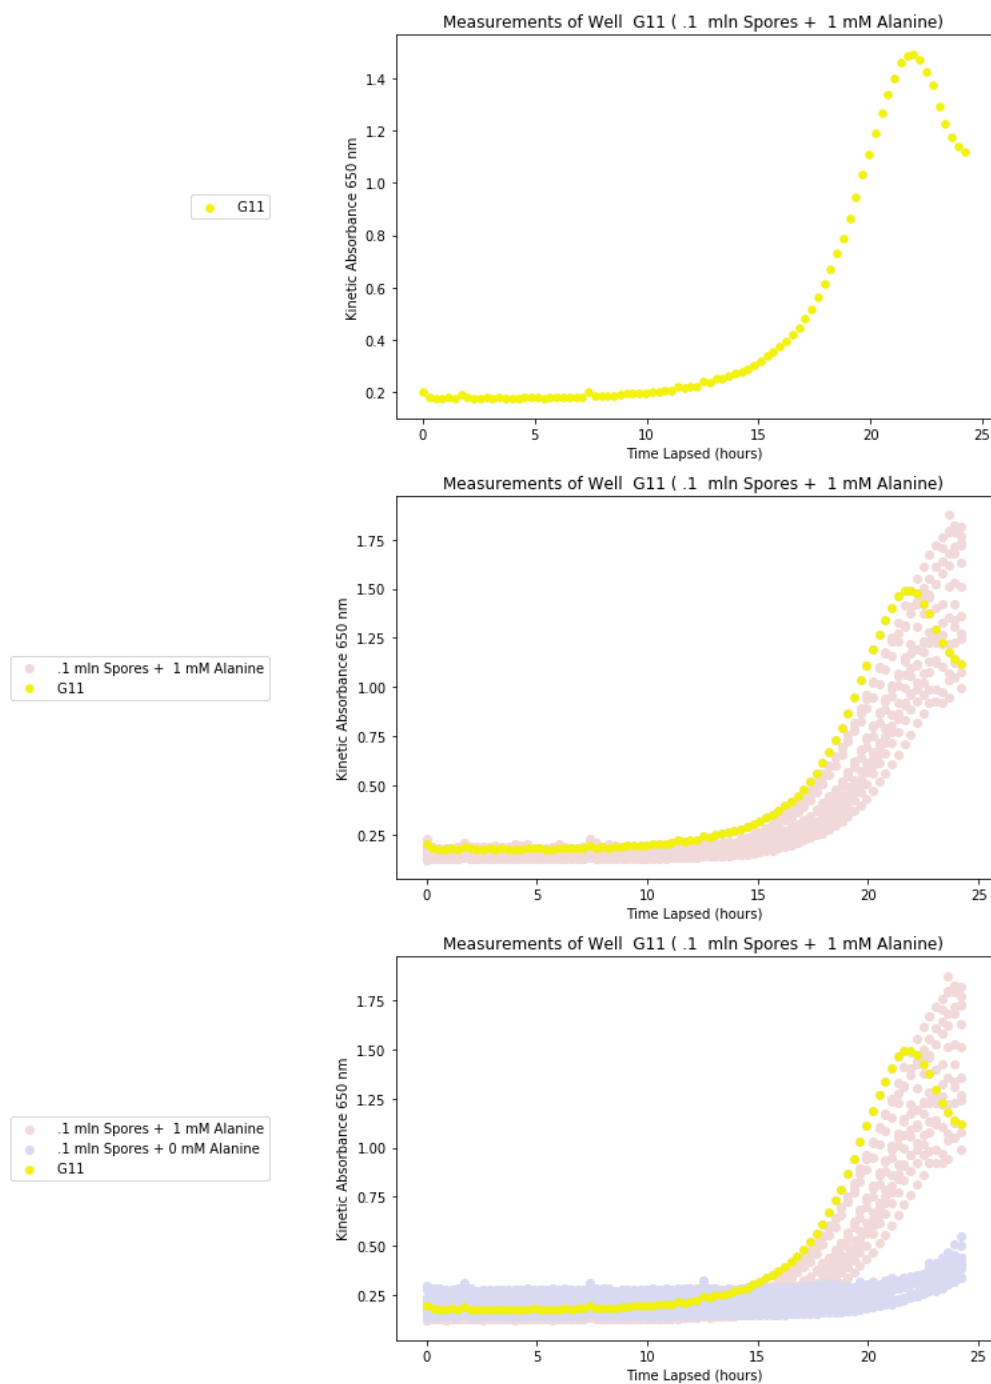 Measurements of Well  G11 ( .1  mln Spores +  1 mM Alanine)
1.4
1.2
1.0
0.8
0.6
0.4
0.2
Kinetic Absorbance 650 nm
G11
0 5 10 15 20 25
Time Lapsed (hours)
Measurements of Well  G11 ( .1  mln Spores +  1 mM Alanine)
1.75
1.50
1.25
1.00
0.75
0.50
0.25
Kinetic Absorbance 650 nm
.1 mln Spores +  1 mM Alanine
G11
0 5 10 15 20 25
Time Lapsed (hours)
Measurements of Well  G11 ( .1  mln Spores +  1 mM Alanine)
1.75
1.50
1.25
1.00
0.75
0.50
0.25
Kinetic Absorbance 650 nm
.1 mln Spores +  1 mM Alanine
.1 mln Spores + 0 mM Alanine
G11
0 5 10 15 20 25
Time Lapsed (hours)